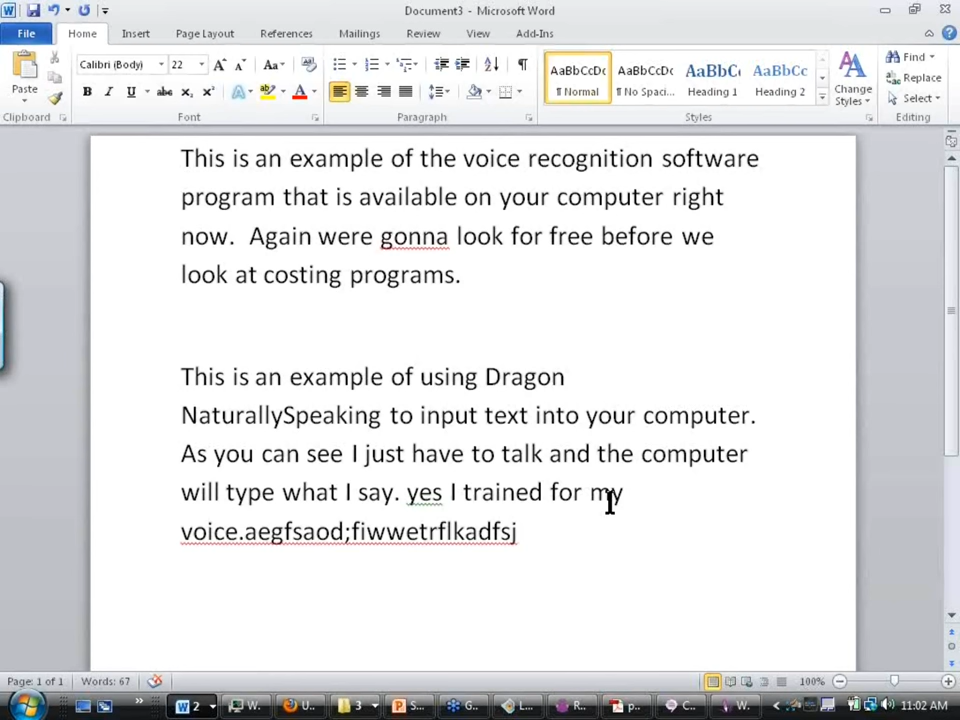 Document3 - Microsoft Word
File Home Insert Page Layout References Mailings Review View Add-Ins
Paste
Calibri (Body) 22
AaBbCcDc AaBbCcDc AaBbCc AaBbCc
¶ Normal ¶ No Spaci... Heading 1 Heading 2
Change Styles
Find
Replace
Select
Clipboard Font Paragraph Styles Editing
This is an example of the voice recognition software
program that is available on your computer right
now. Again were gonna look for free before we
look at costing programs.
This is an example of using Dragon
NaturallySpeaking to input text into your computer.
As you can see I just have to talk and the computer
will type what I say. yes I trained for my
voice.aegfsaod;fiwwetrflkadfsj
Page: 1 of 1 Words: 67 100%
2 W... U... 3 S... G... L... R... p... C... W... 11:02 AM